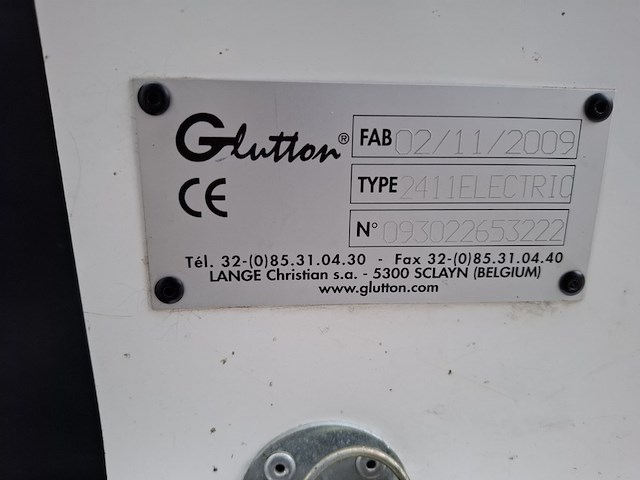 Glutton® FAB 02/11/2009
CE TYPE 2411ELECTRIC
N° 093022653222
Tél. 32-(0)85.31.04.30 - Fax 32-(0)85.31.04.40
LANGE Christian s.a. - 5300 SCLAYN (BELGIUM)
www.glutton.com